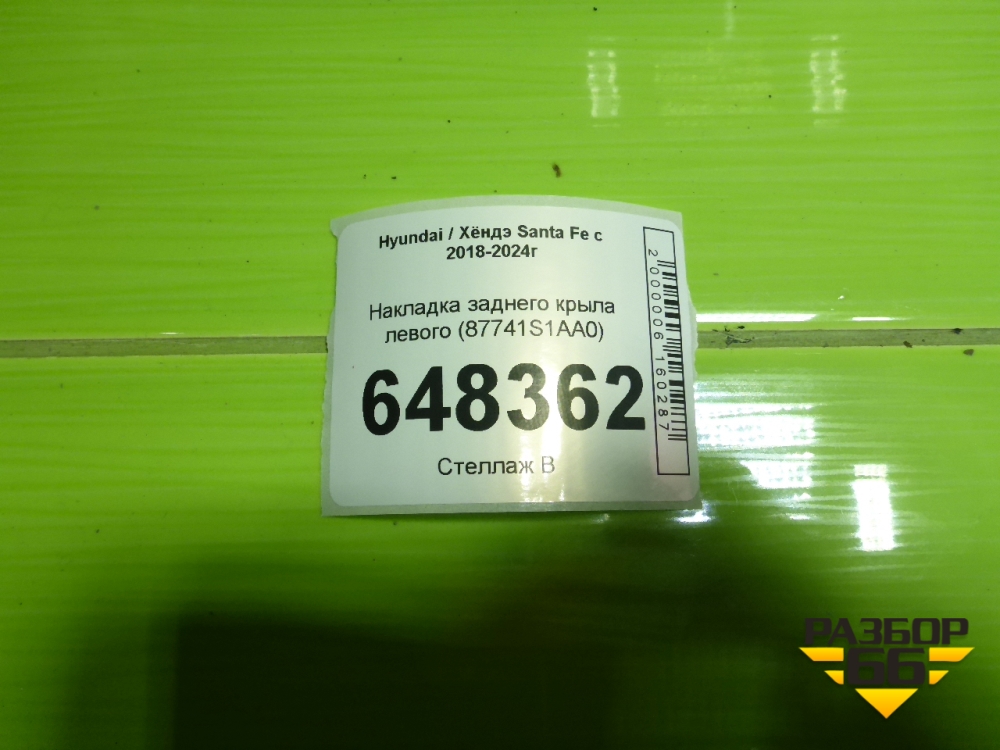 Hyundai / Хёндэ Santa Fe с
2018-2024г
Накладка заднего крыла
левого (87741S1AA0)
648362
Стеллаж В
2000006160287
РАЗБОР
66